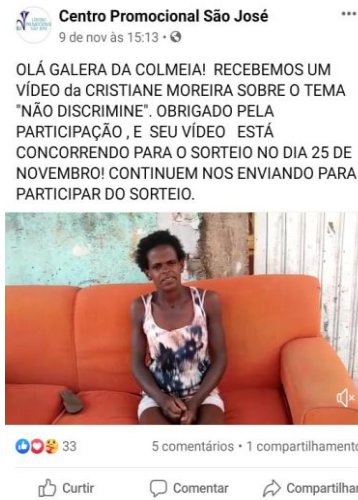 Centro Promocional São José
9 de nov às 15:13 •
OLÁ GALERA DA COLMEIA! RECEBEMOS UM
VÍDEO da CRISTIANE MOREIRA SOBRE O TEMA
"NÃO DISCRIMINE". OBRIGADO PELA
PARTICIPAÇÃO , E SEU VÍDEO ESTÁ
CONCORRENDO PARA O SORTEIO NO DIA 25 DE
NOVEMBRO! CONTINUEM NOS ENVIANDO PARA
PARTICIPAR DO SORTEIO.
33 5 comentários • 1 compartilhamento
Curtir Comentar Compartilhar